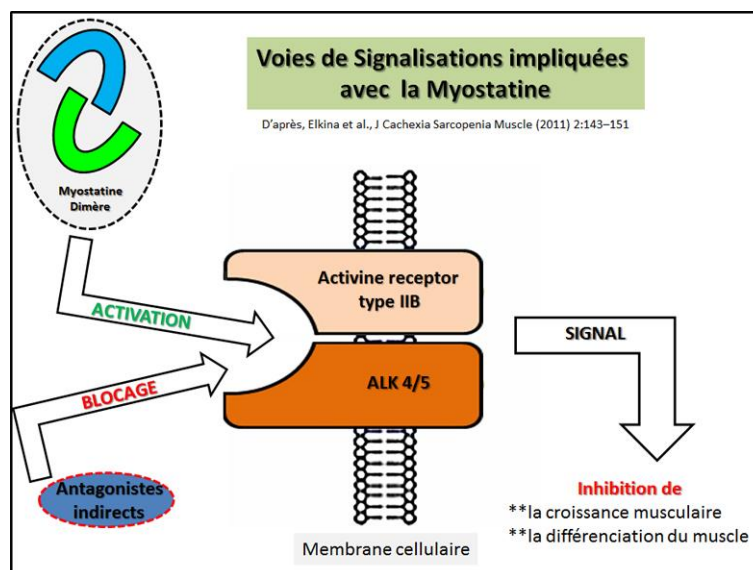 Voies de Signalisations impliquées
avec la Myostatine
D'après, Elkina et al., J Cachexia Sarcopenia Muscle (2011) 2:143–151
Myostatine
Dimère
ACTIVATION
Activine receptor
type IIB
SIGNAL
BLOCAGE
ALK 4/5
Antagonistes
indirects
Inhibition de
**la croissance musculaire
**la différenciation du muscle
Membrane cellulaire